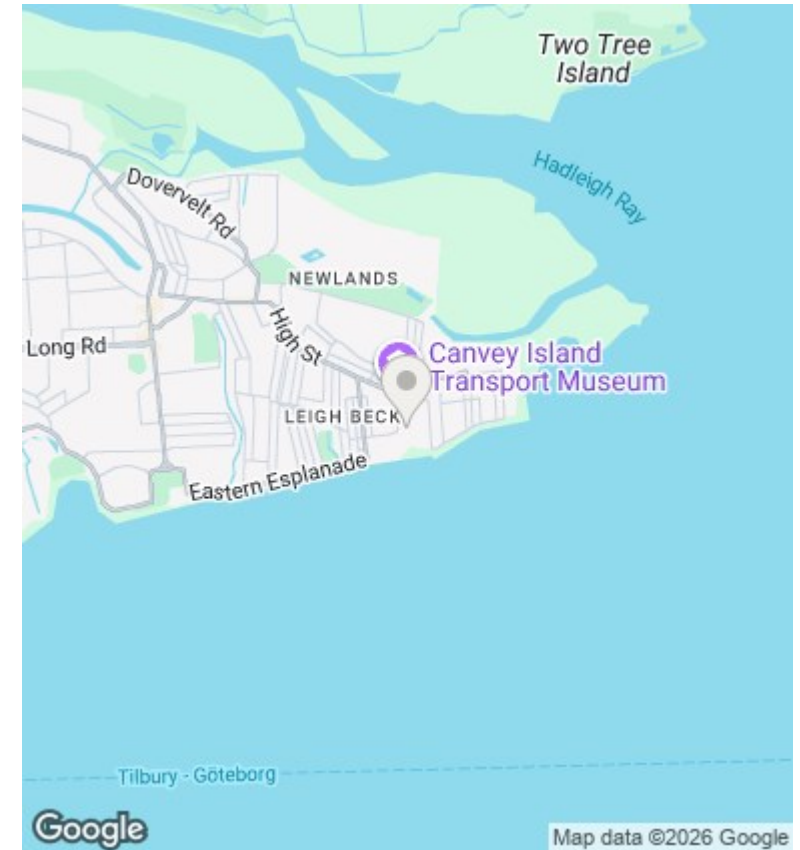 Two Tree
Island
Hadleigh Ray
Dovervelt Rd
NEWLANDS
High St
Long Rd
Canvey Island
Transport Museum
LEIGH BECK
Eastern Esplanade
Tilbury - Göteborg
Google
Map data ©2026 Google